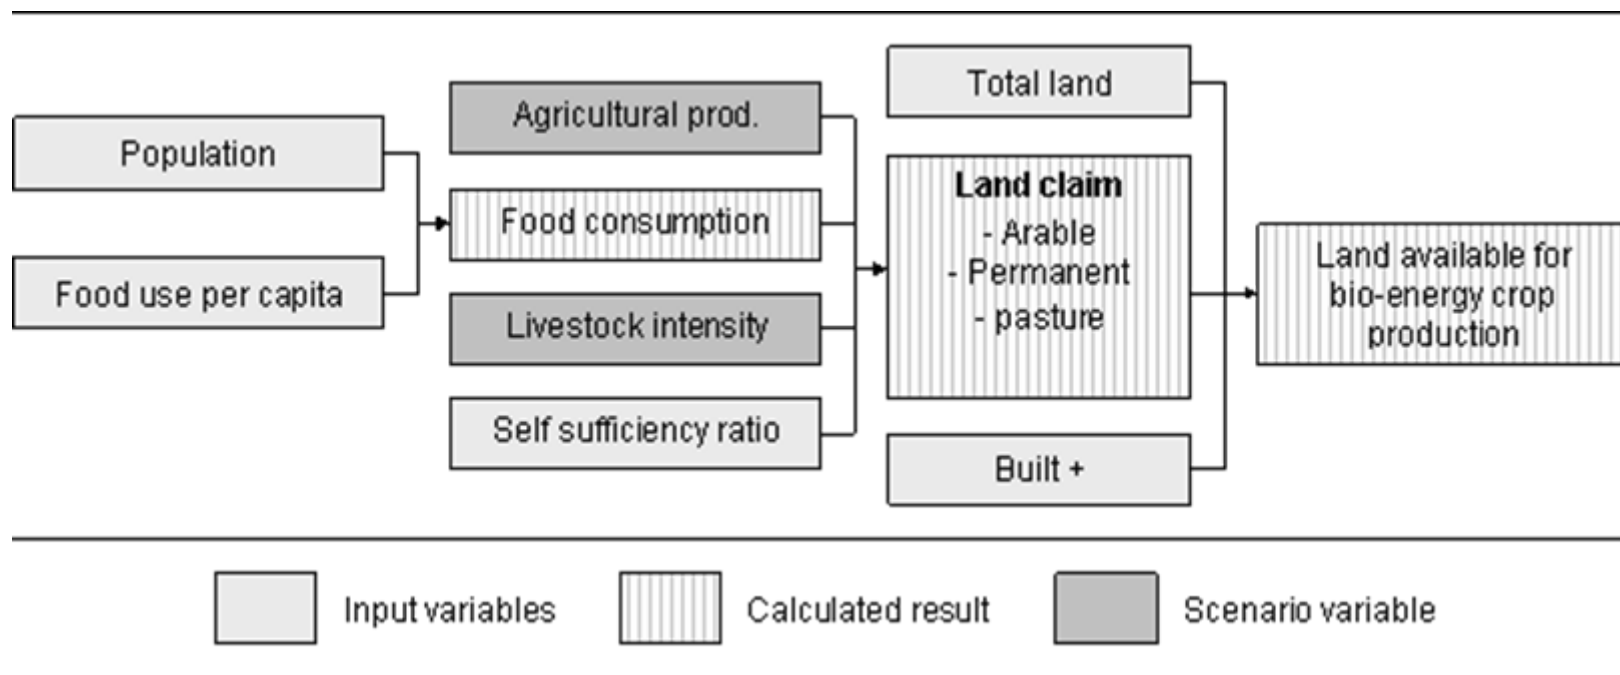 Population
Food use per capita
Agricultural prod.
Food consumption
Livestock intensity
Self sufficiency ratio
Total land
Land claim
- Arable
- Permanent
- pasture
Built +
Land available for
bio-energy crop
production
Input variables
Calculated result
Scenario variable